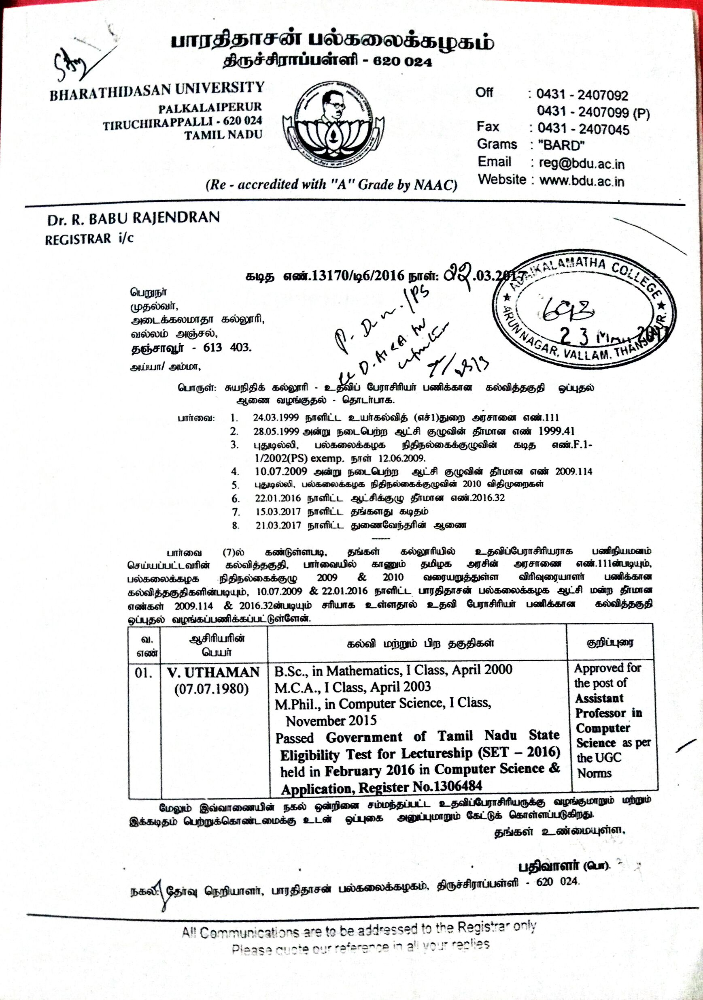 பாரதிதாசன் பல்கலைக்கழகம்
திருச்சிராப்பள்ளி - 620 024
BHARATHIDASAN UNIVERSITY
PALKALAIPERUR
TIRUCHIRAPPALLI - 620 024
TAMIL NADU
Off : 0431 - 2407092
0431 - 2407099 (P)
Fax : 0431 - 2407045
Grams : "BARD"
Email : reg@bdu.ac.in
Website : www.bdu.ac.in
(Re - accredited with "A" Grade by NAAC)
Dr. R. BABU RAJENDRAN
REGISTRAR i/c
கடித எண்.13170/டி6/2016 நாள்: 22.03.2017
ADAIKALAMATHA COLLEGE
693
23 MAR 2017
ARUN NAGAR, VALLAM, THANJAVUR.
பெறுநர்
முதல்வர்,
அடைக்கலமாதா கல்லூரி,
வல்லம் அஞ்சல்,
தஞ்சாவூர் - 613 403.
அய்யா/ அம்மா,
பொருள்: சுயநிதிக் கல்லூரி - உதவிப் பேராசிரியர் பணிக்கான கல்வித்தகுதி ஒப்புதல்
ஆணை வழங்குதல் - தொடர்பாக.
பார்வை: 1. 24.03.1999 நாளிட்ட உயர்கல்வித் (எச்1)துறை அரசானை எண்.111
2. 28.05.1999 அன்று நடைபெற்ற ஆட்சி குழுவின் தீர்மான எண் 1999.41
3. புதுடில்லி, பல்கலைக்கழக நிதிநல்கைக்குழுவின் கடித எண்.F.1-
1/2002(PS) exemp. நாள் 12.06.2009.
4. 10.07.2009 அன்று நடைபெற்ற ஆட்சி குழுவின் தீர்மான எண் 2009.114
5. புதுடில்லி, பல்கலைக்கழக நிதிநல்கைக்குழுவின் 2010 விதிமுறைகள்
6. 22.01.2016 நாளிட்ட ஆட்சிக்குழு தீர்மான எண்.2016.32
7. 15.03.2017 நாளிட்ட தங்களது கடிதம்
8. 21.03.2017 நாளிட்ட துணைவேந்தரின் ஆணை
------
பார்வை (7)ல் கண்டுள்ளபடி, தங்கள் கல்லூரியில் உதவிப்பேராசிரியராக பணிநியமனம்
செய்யப்பட்டவரின் கல்வித்தகுதி, பார்வையில் காணும் தமிழக அரசின் அரசாணை எண்.111ன்படியும்,
பல்கலைக்கழக நிதிநல்கைக்குழு 2009 & 2010 வரையறுத்துள்ள விரிவுரையாளர் பணிக்கான
கல்வித்தகுதிகளின்படியும், 10.07.2009 & 22.01.2016 நாளிட்ட பாரதிதாசன் பல்கலைக்கழக ஆட்சி மன்ற தீர்மான
எண்கள் 2009.114 & 2016.32ன்படியும் சரியாக உள்ளதால் உதவி பேராசிரியர் பணிக்கான கல்வித்தகுதி
ஒப்புதல் வழங்கப்பணிக்கப்பட்டுள்ளேன்.
வ. எண் ஆசிரியரின் பெயர் கல்வி மற்றும் பிற தகுதிகள் குறிப்புரை
01. V. UTHAMAN
(07.07.1980)
B.Sc., in Mathematics, I Class, April 2000
M.C.A., I Class, April 2003
M.Phil., in Computer Science, I Class,
November 2015
Passed Government of Tamil Nadu State
Eligibility Test for Lectureship (SET – 2016)
held in February 2016 in Computer Science &
Application, Register No.1306484
Approved for
the post of
Assistant
Professor in
Computer
Science as per
the UGC
Norms
மேலும் இவ்வாணையின் நகல் ஒன்றினை சம்மந்தப்பட்ட உதவிப்பேராசிரியருக்கு வழங்குமாறும் மற்றும்
இக்கடிதம் பெற்றுக்கொண்டமைக்கு உடன் ஒப்புகை அனுப்புமாறும் கேட்டுக் கொள்ளப்படுகிறது.
தங்கள் உண்மையுள்ள,
பதிவாளர் (பொ).
நகல்: தேர்வு நெறியாளர், பாரதிதாசன் பல்கலைக்கழகம், திருச்சிராப்பள்ளி - 620 024.
All Communications are to be addressed to the Registrar only
Please quote our reference in all your replies